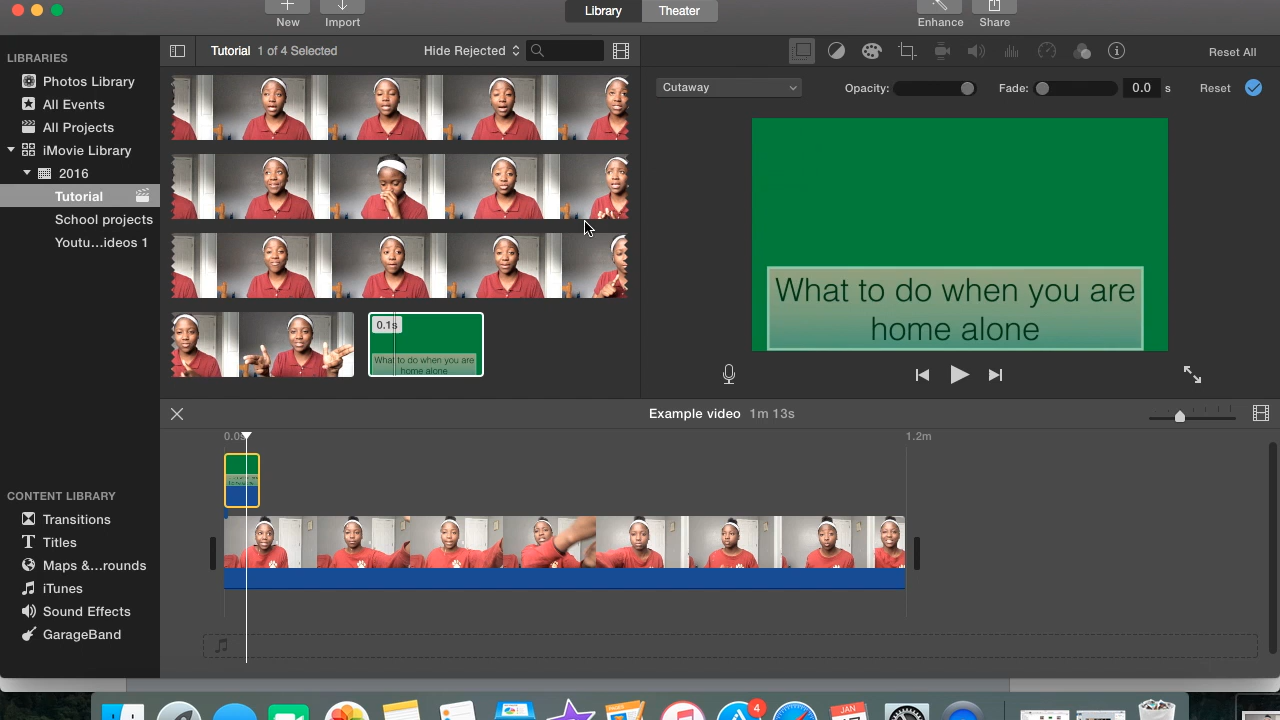 New
Import
Library
Theater
Enhance
Share
LIBRARIES
Photos Library
All Events
All Projects
iMovie Library
2016
Tutorial
School projects
Youtu...ideos 1
CONTENT LIBRARY
Transitions
Titles
Maps &...rounds
iTunes
Sound Effects
GarageBand
Tutorial 1 of 4 Selected
Hide Rejected
0.1s
What to do when you are
home alone
Reset All
Cutaway
Opacity:
Fade:
0.0 s
Reset
What to do when you are
home alone
Example video 1m 13s
0.0s
1.2m
4
JAN